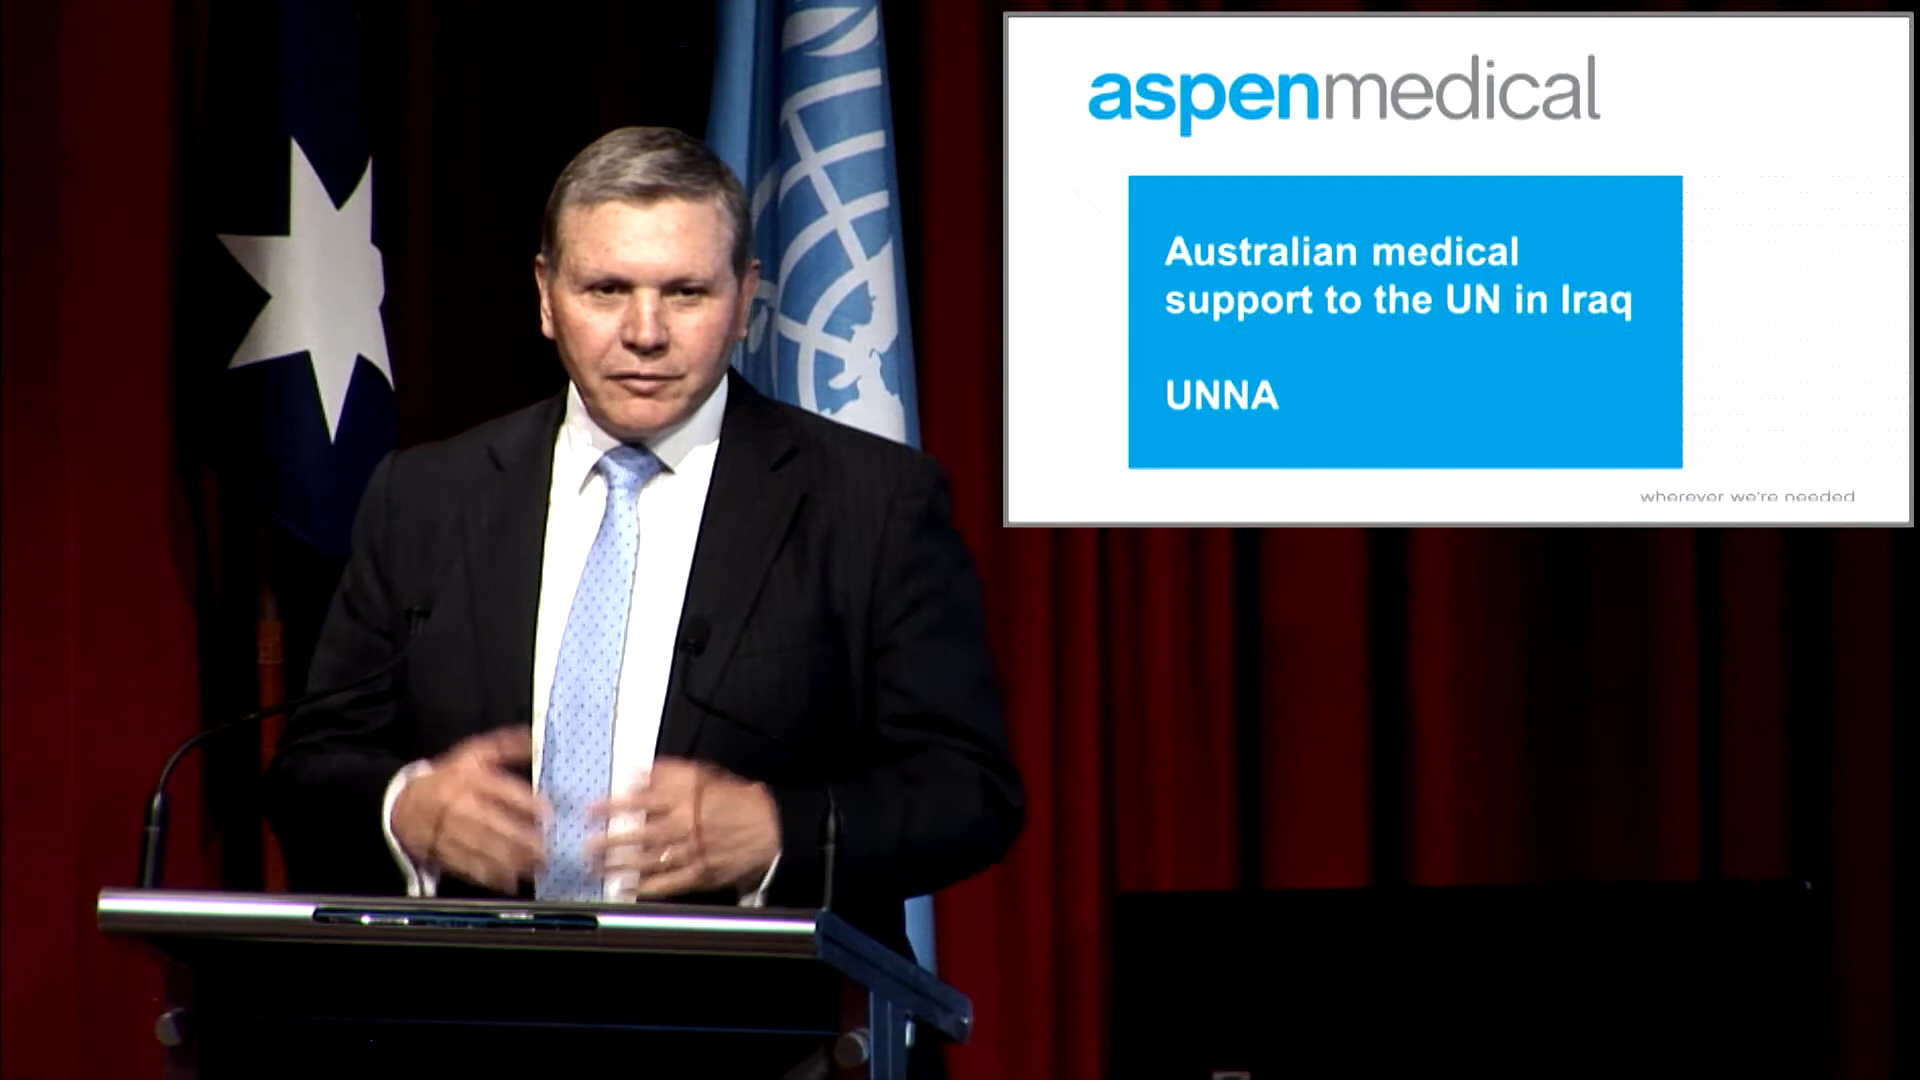 aspenmedical
Australian medical
support to the UN in Iraq
UNNA
wherever we're needed